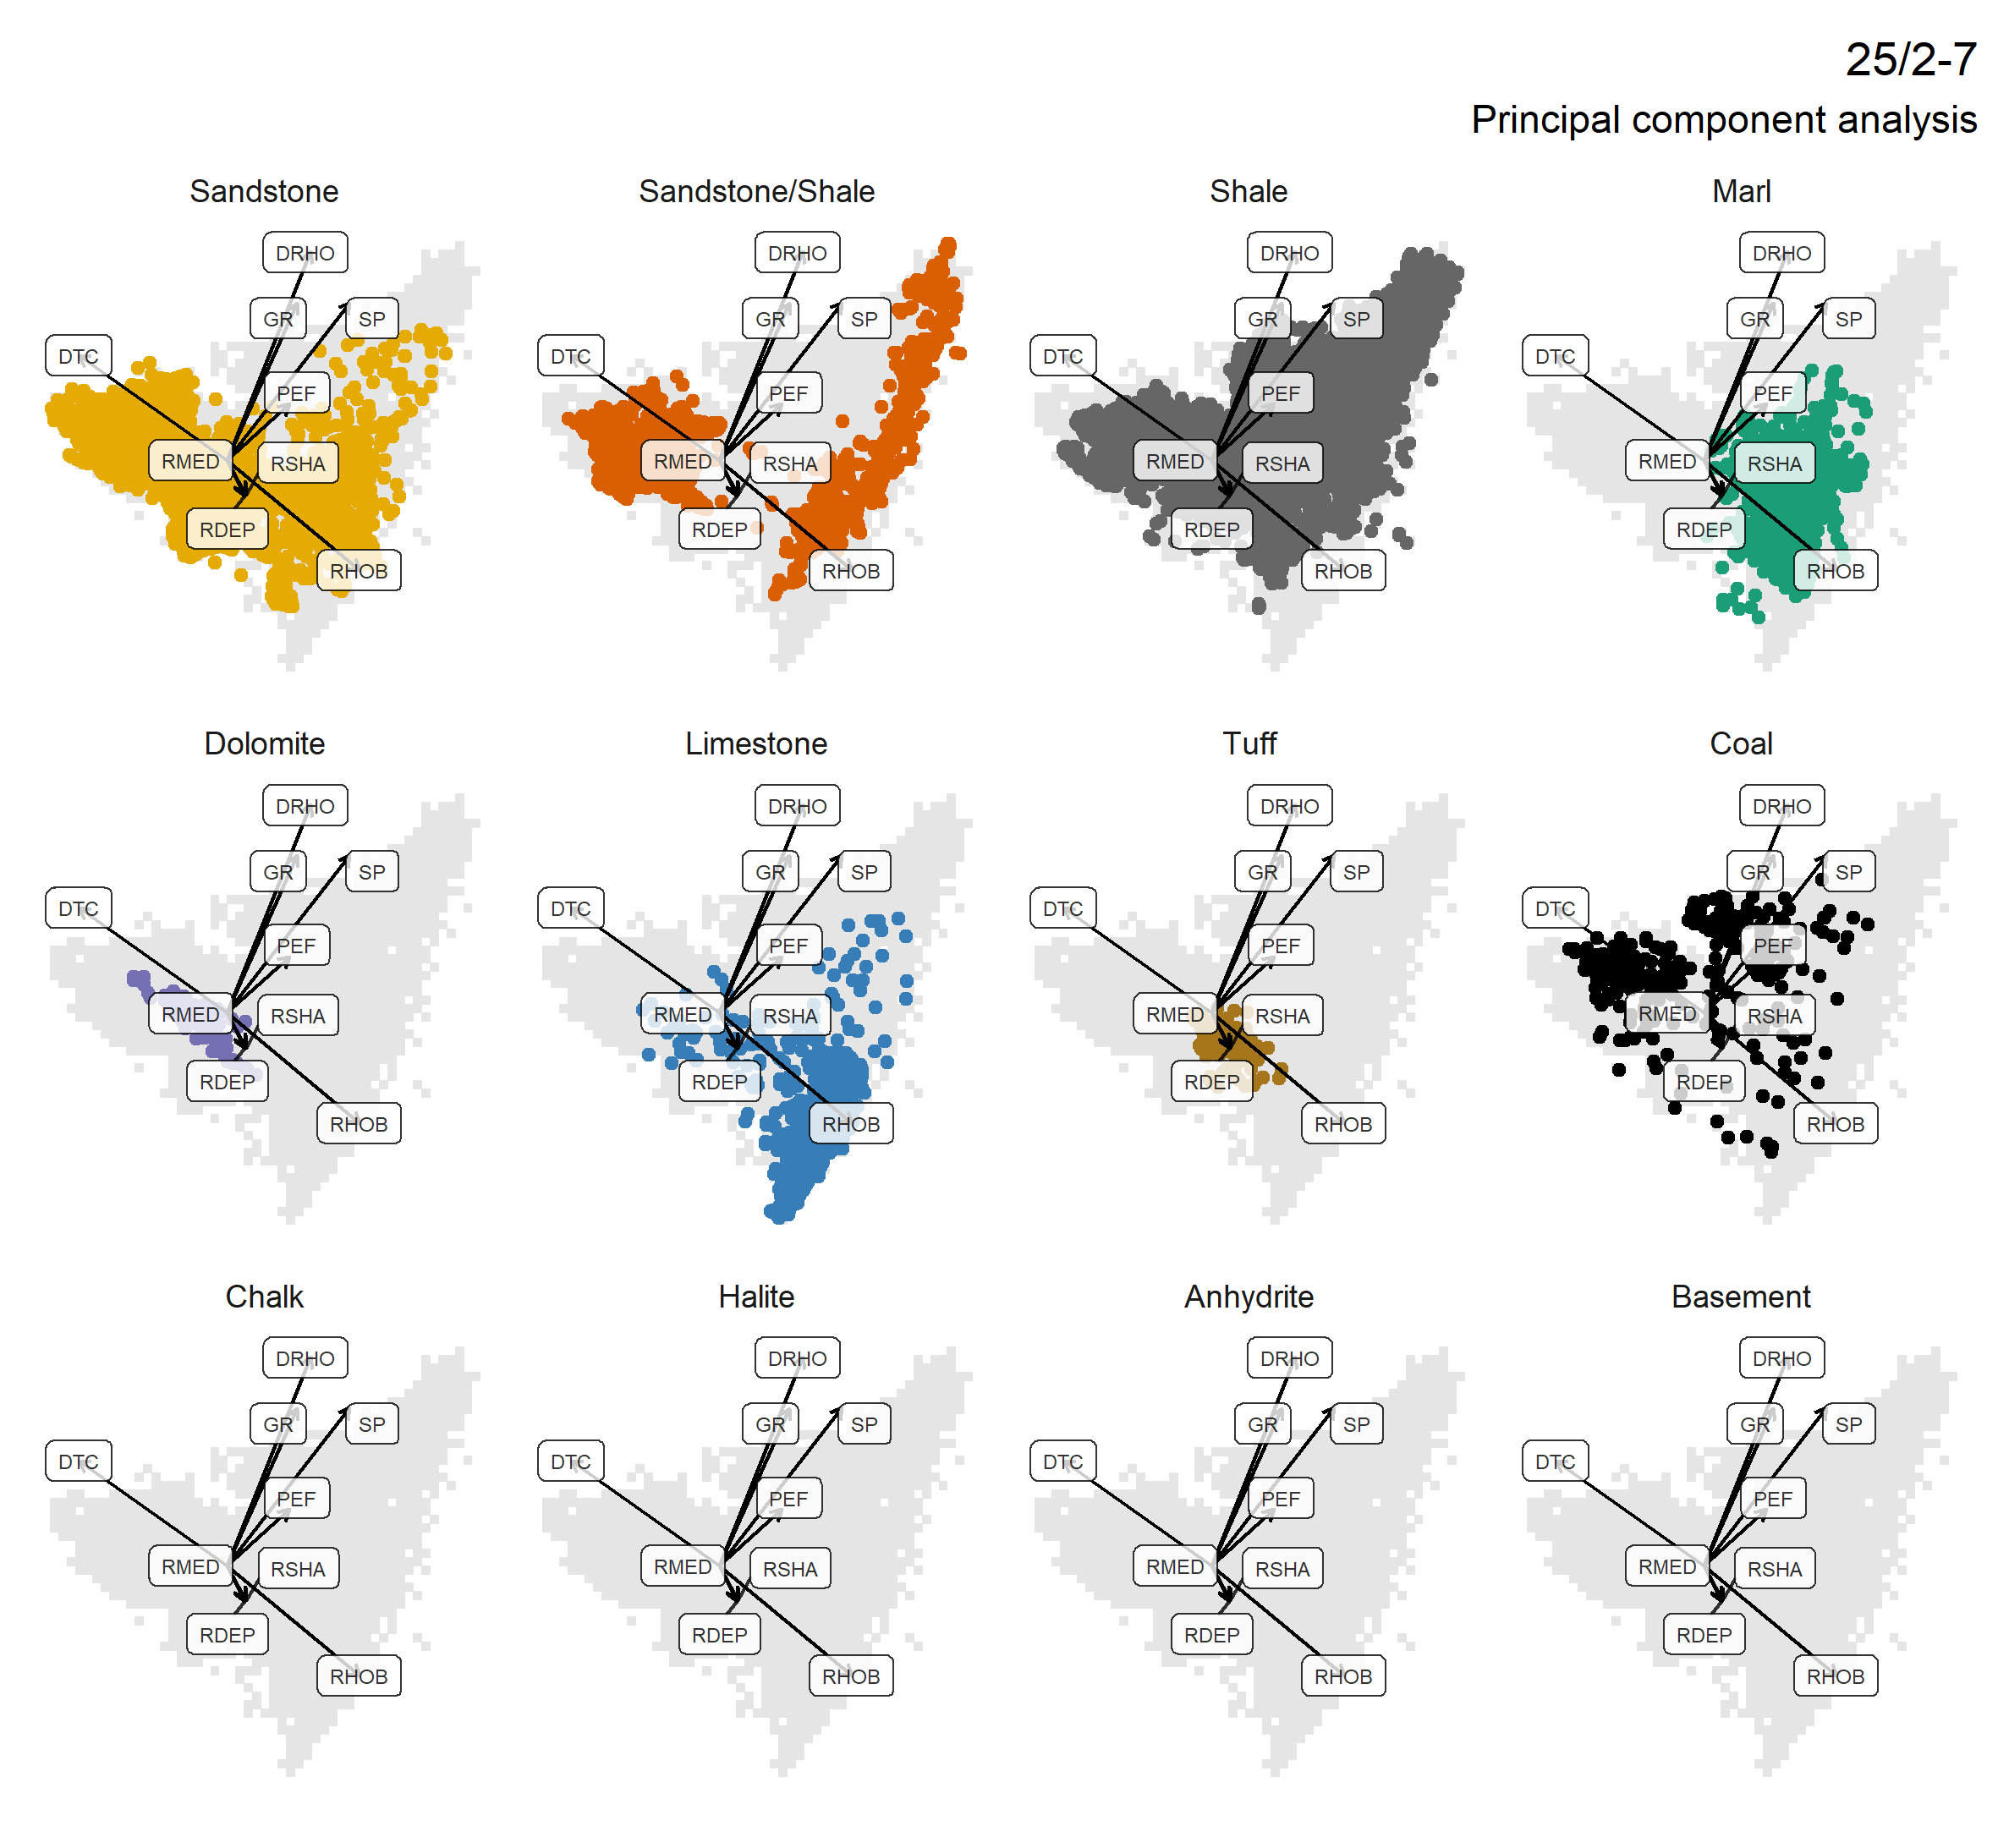 25/2-7
Principal component analysis
Sandstone
DRHO
GR
SP
DTC
PEF
RMED
RSHA
RDEP
RHOB
Sandstone/Shale
DRHO
GR
SP
DTC
PEF
RMED
RSHA
RDEP
RHOB
Shale
DRHO
GR
SP
DTC
PEF
RMED
RSHA
RDEP
RHOB
Marl
DRHO
GR
SP
DTC
PEF
RMED
RSHA
RDEP
RHOB
Dolomite
DRHO
GR
SP
DTC
PEF
RMED
RSHA
RDEP
RHOB
Limestone
DRHO
GR
SP
DTC
PEF
RMED
RSHA
RDEP
RHOB
Tuff
DRHO
GR
SP
DTC
PEF
RMED
RSHA
RDEP
RHOB
Coal
DRHO
GR
SP
DTC
PEF
RMED
RSHA
RDEP
RHOB
Chalk
DRHO
GR
SP
DTC
PEF
RMED
RSHA
RDEP
RHOB
Halite
DRHO
GR
SP
DTC
PEF
RMED
RSHA
RDEP
RHOB
Anhydrite
DRHO
GR
SP
DTC
PEF
RMED
RSHA
RDEP
RHOB
Basement
DRHO
GR
SP
DTC
PEF
RMED
RSHA
RDEP
RHOB